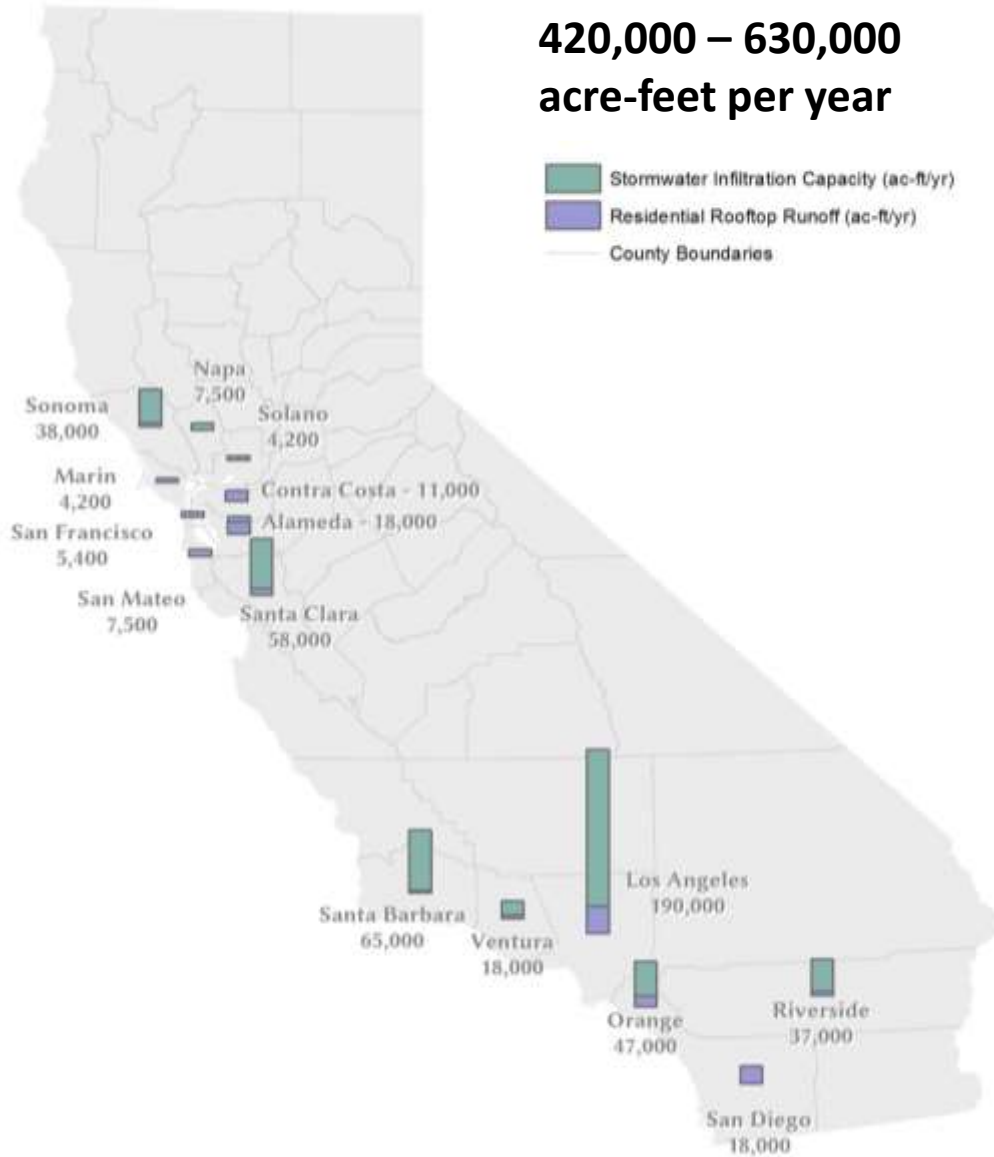 420,000 – 630,000
acre-feet per year
Stormwater Infiltration Capacity (ac-ft/yr)
Residential Rooftop Runoff (ac-ft/yr)
County Boundaries
Napa
7,500
Sonoma
38,000
Solano
4,200
Marin
4,200
Contra Costa - 11,000
San Francisco
5,400
Alameda - 18,000
San Mateo
7,500
Santa Clara
58,000
Los Angeles
190,000
Santa Barbara
65,000
Ventura
18,000
Orange
47,000
Riverside
37,000
San Diego
18,000